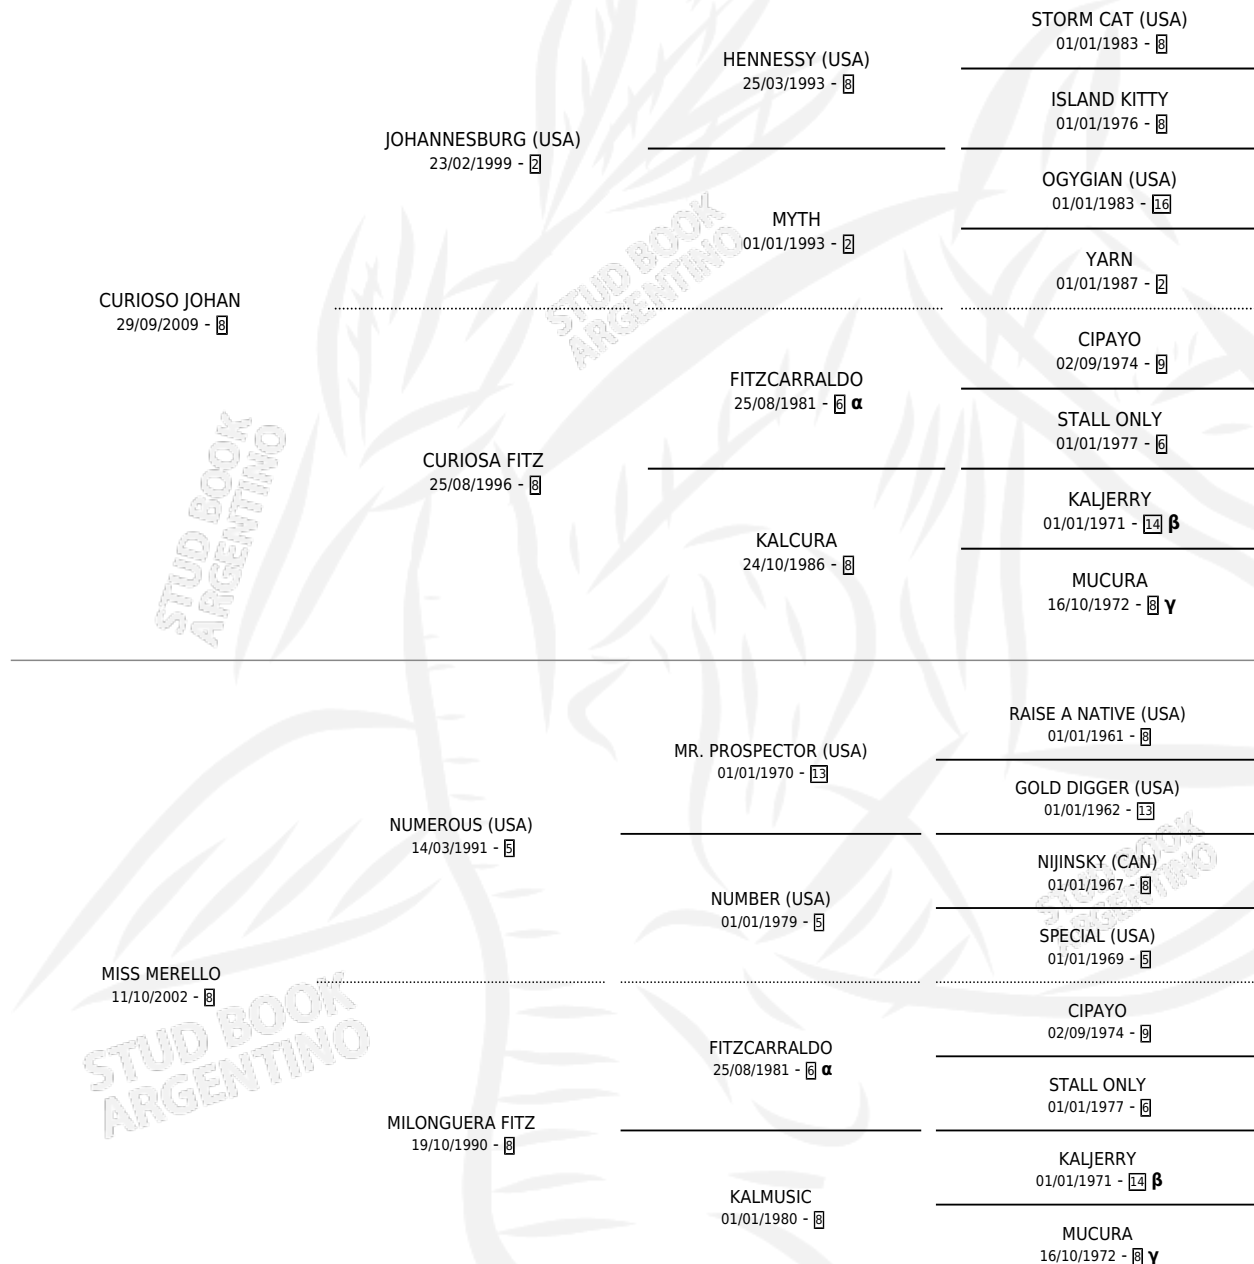 STORM CAT (USA)
01/01/1983 - 8
HENNESSY (USA)
25/03/1993 - 8
ISLAND KITTY
01/01/1976 - 8
JOHANNESBURG (USA)
23/02/1999 - 2
OGYGIAN (USA)
01/01/1983 - 16
MYTH
01/01/1993 - 2
YARN
01/01/1987 - 2
CURIOSO JOHAN
29/09/2009 - 8
CIPAYO
02/09/1974 - 9
FITZCARRALDO
25/08/1981 - 6 α
STALL ONLY
01/01/1977 - 6
CURIOSA FITZ
25/08/1996 - 8
KALJERRY
01/01/1971 - 14 β
KALCURA
24/10/1986 - 8
MUCURA
16/10/1972 - 8 γ
RAISE A NATIVE (USA)
01/01/1961 - 8
MR. PROSPECTOR (USA)
01/01/1970 - 13
GOLD DIGGER (USA)
01/01/1962 - 13
NUMEROUS (USA)
14/03/1991 - 5
NIJINSKY (CAN)
01/01/1967 - 8
NUMBER (USA)
01/01/1979 - 5
SPECIAL (USA)
01/01/1969 - 5
MISS MERELLO
11/10/2002 - 8
CIPAYO
02/09/1974 - 9
FITZCARRALDO
25/08/1981 - 6 α
STALL ONLY
01/01/1977 - 6
MILONGUERA FITZ
19/10/1990 - 8
KALJERRY
01/01/1971 - 14 β
KALMUSIC
01/01/1980 - 8
MUCURA
16/10/1972 - 8 γ
STUD BOOK
ARGENTINO
STUD BOOK
ARGENTINO
STUD BOOK
ARGENTINO
STUD BOOK
ARGENTINO